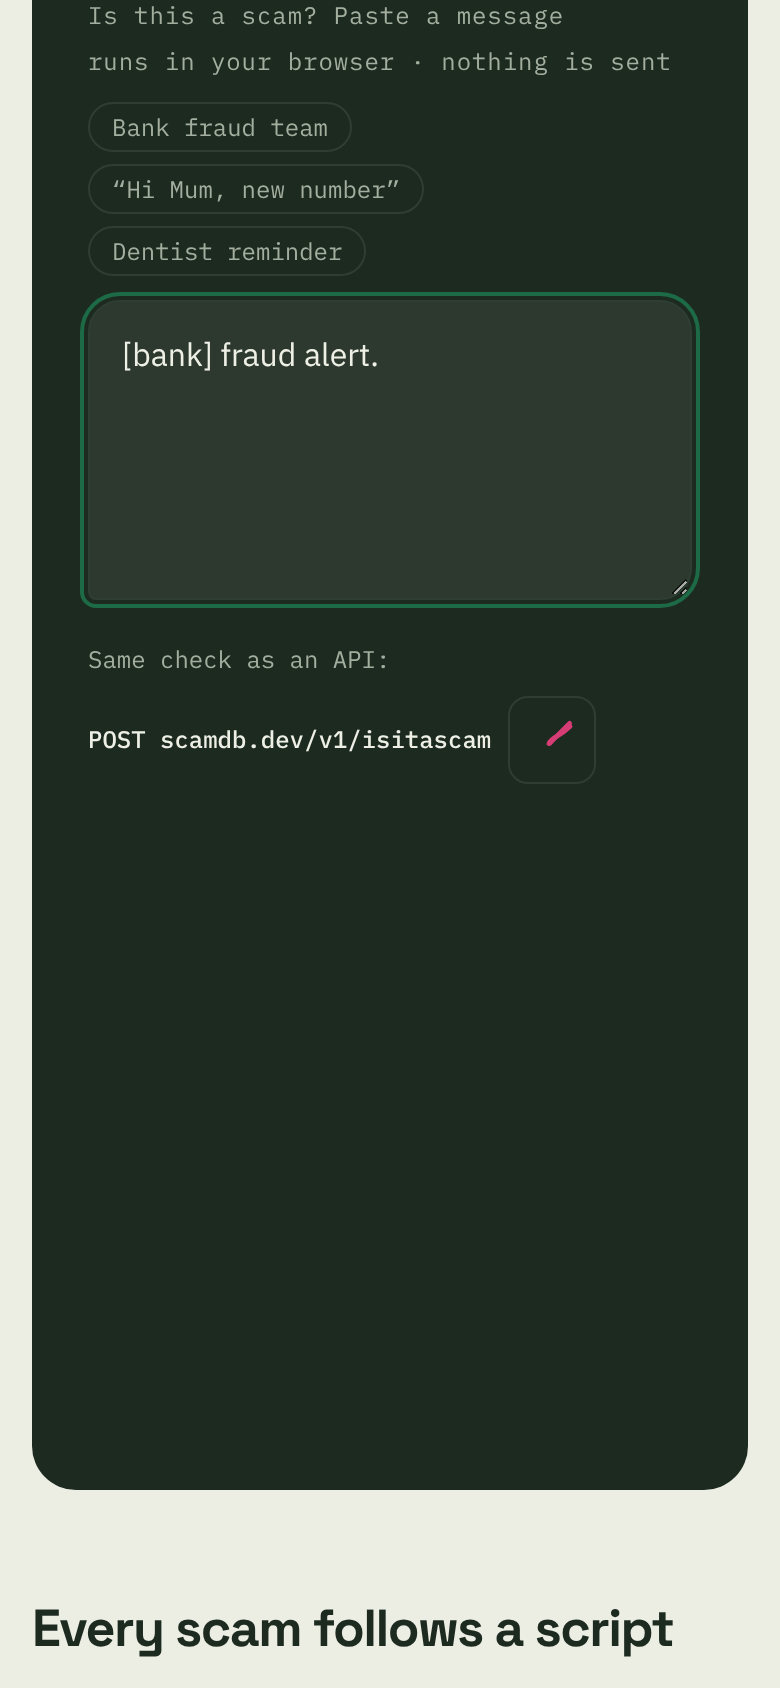 Is this a scam? Paste a message
runs in your browser · nothing is sent
Bank fraud team
“Hi Mum, new number”
Dentist reminder
[bank] fraud alert.
Same check as an API:
POST scamdb.dev/v1/isitascam
Every scam follows a script